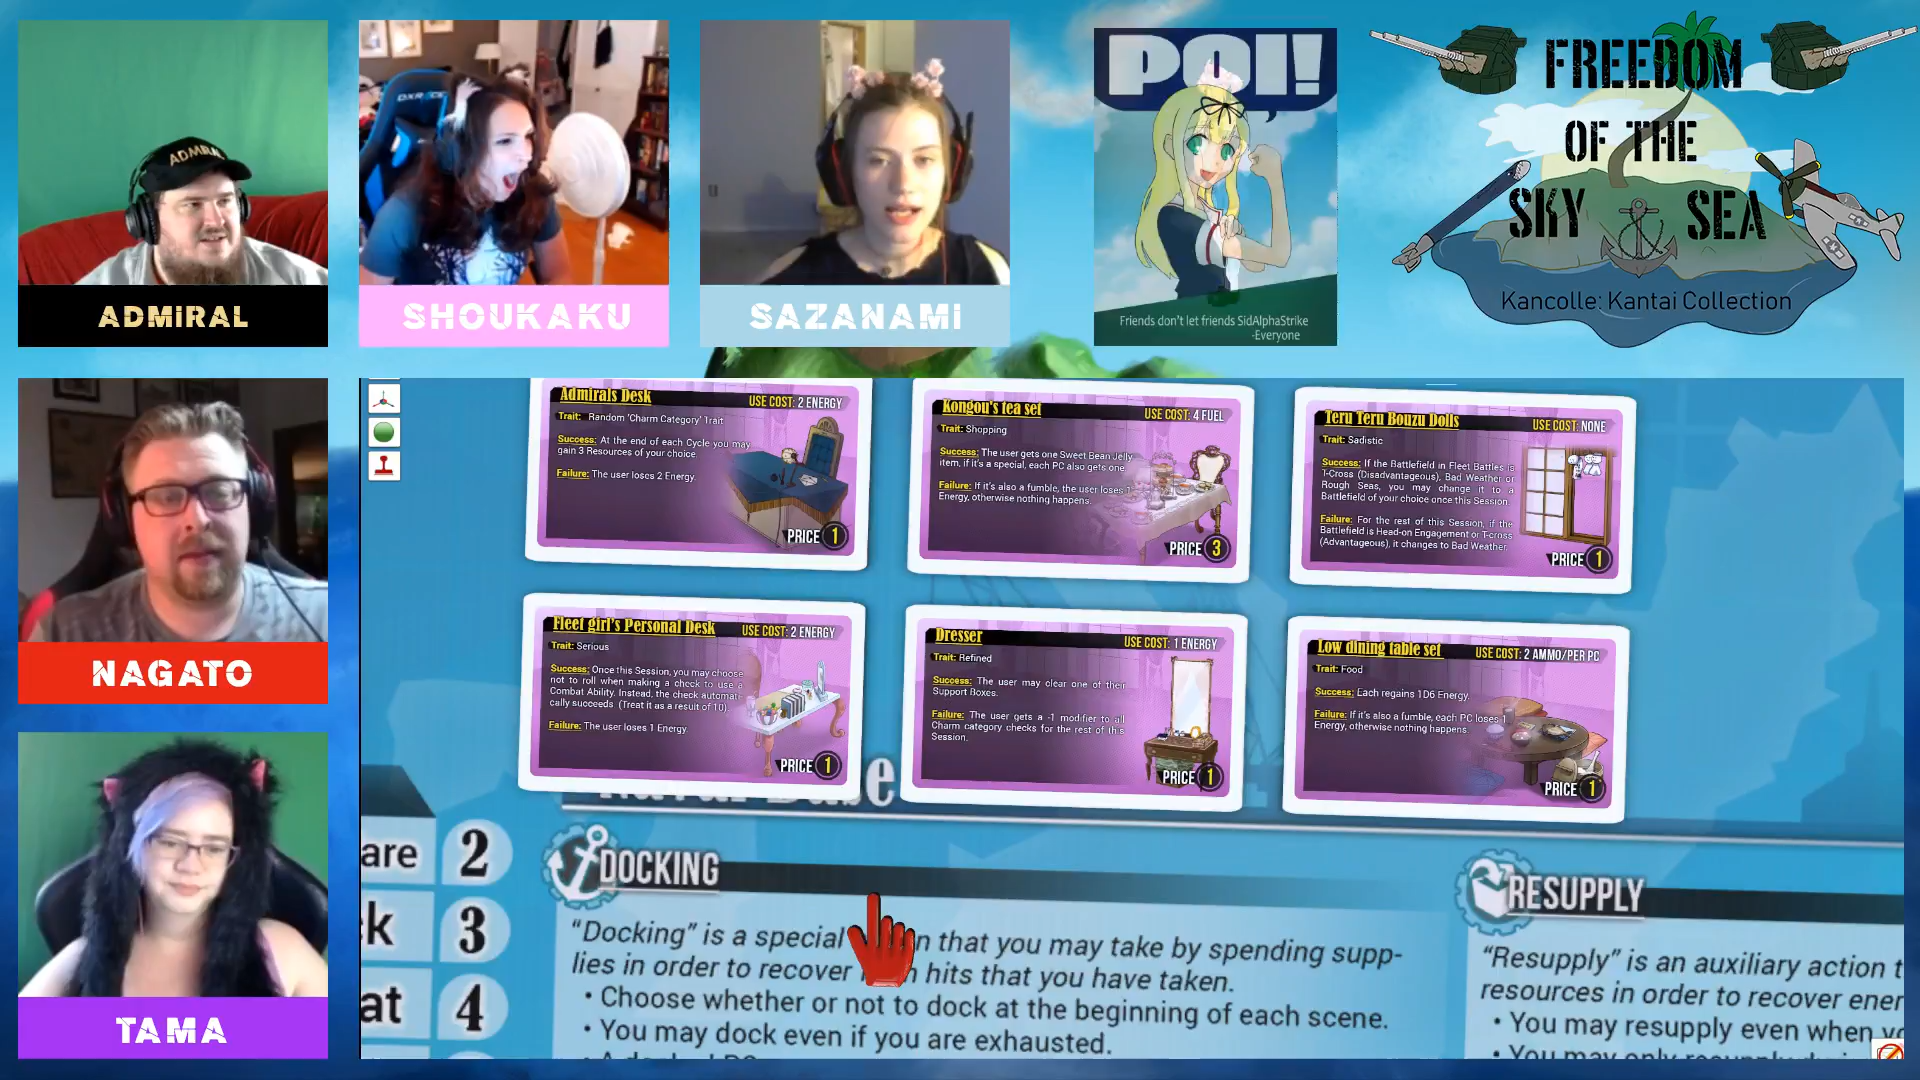 ADMIRAL
ADMIRAL
DXRACER
SHOUKAKU
SAZANAMI
POI!
Friends don't let friends SidAlphaStrike
-Everyone
FREEDOM
OF THE
SKY SEA
Kancolle: Kantai Collection
NAGATO
TAMA
Admirals Desk
USE COST: 2 ENERGY
Trait: Random 'Charm Category' Trait
Success: At the end of each Cycle you may
gain 3 Resources of your choice.
Failure: The user loses 2 Energy.
PRICE 1
Kongou's tea set
USE COST: 4 FUEL
Trait: Shopping
Success: The user gets one Sweet Bean Jelly
item, if it's a special, each PC also gets one.
Failure: If it's also a fumble, the user loses 1
Energy, otherwise nothing happens.
PRICE 3
Teru Teru Bouzu Dolls
USE COST: NONE
Trait: Sadistic
Success: If the Battlefield in Fleet Battles is
T-Cross (Disadvantageous), Bad Weather or
Rough Seas, you may change it to a
Battlefield of your choice once this Session.
Failure: For the rest of this Session, if the
Battlefield is Head-on Engagement or T-cross
(Advantageous), it changes to Bad Weather.
PRICE 1
Fleet girl's Personal Desk
USE COST: 2 ENERGY
Trait: Serious
Success: Once this Session, you may choose
not to roll when making a check to use a
Combat Ability. Instead, the check automati-
cally succeeds (Treat it as a result of 10).
Failure: The user loses 1 Energy.
PRICE 1
Dresser
USE COST: 1 ENERGY
Trait: Refined
Success: The user may clear one of their
Support Boxes.
Failure: The user gets a -1 modifier to all
Charm category checks for the rest of this
Session.
PRICE 1
Low dining table set
USE COST: 2 AMMO/PER PC
Trait: Food
Success: Each regains 1D6 Energy.
Failure: If it's also a fumble, each PC loses 1
Energy, otherwise nothing happens.
PRICE 1
are 2
k 3
at 4
DOCKING
"Docking" is a special n that you may take by spending supp-
lies in order to recover hits that you have taken.
• Choose whether or not to dock at the beginning of each scene.
• You may dock even if you are exhausted.
RESUPPLY
"Resupply" is an auxiliary action t
resources in order to recover ener
• You may resupply even when
• You may only